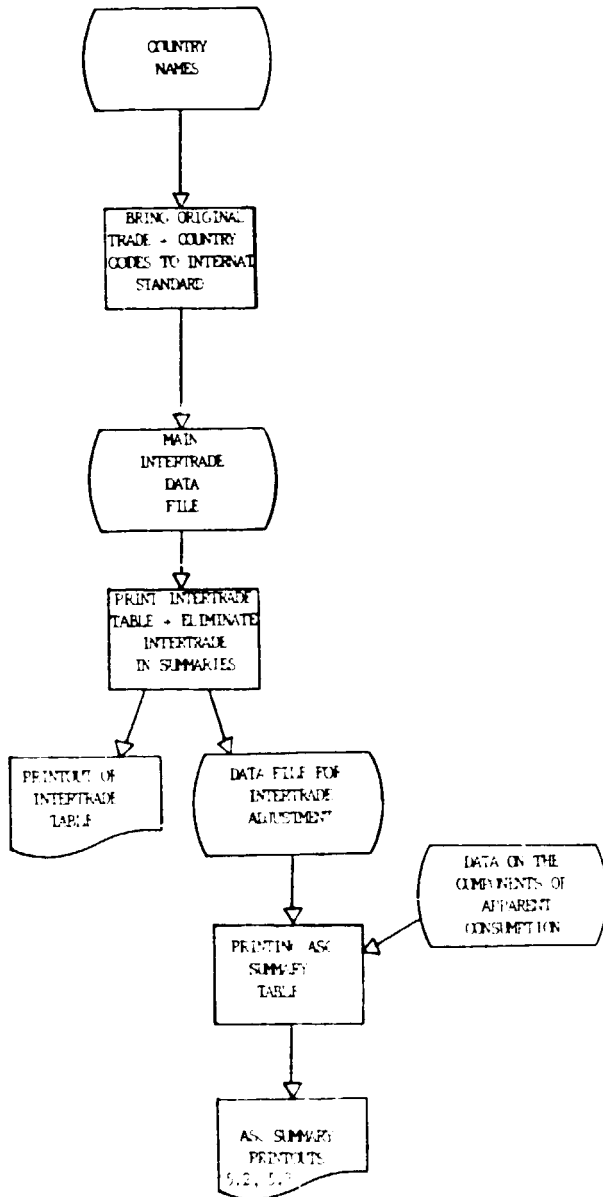 COUNTRY
NAMES
BRING ORIGINAL
TRADE + COUNTRY
CODES TO INTERNAT
STANDARD
MAIN
INTERTRADE
DATA
FILE
PRINT INTERTRADE
TABLE + ELIMINATE
INTERTRADE
IN SUMMARIES
PRINTOUT OF
INTERTRADE
TABLE
DATA FILE FOR
INTERTRADE
ADJUSTMENT
DATA ON THE
COMPONENTS OF
APPARENT
CONSUMPTION
PRINTING ASC
SUMMARY
TABLE
ASC SUMMARY
PRINTOUTS
5.2,